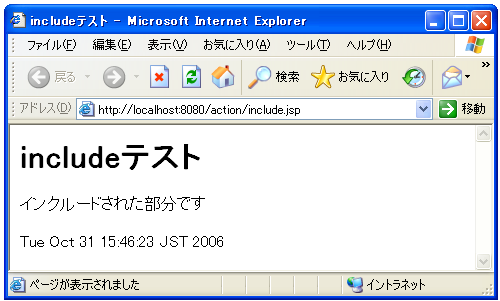 includeテスト - Microsoft Internet Explorer
ファイル(F) 編集(E) 表示(V) お気に入り(A) ツール(T) ヘルプ(H)
戻る 検索 お気に入り »
アドレス(D) http://localhost:8080/action/include.jsp 移動
includeテスト
インクルードされた部分です
Tue Oct 31 15:46:23 JST 2006
ページが表示されました イントラネット